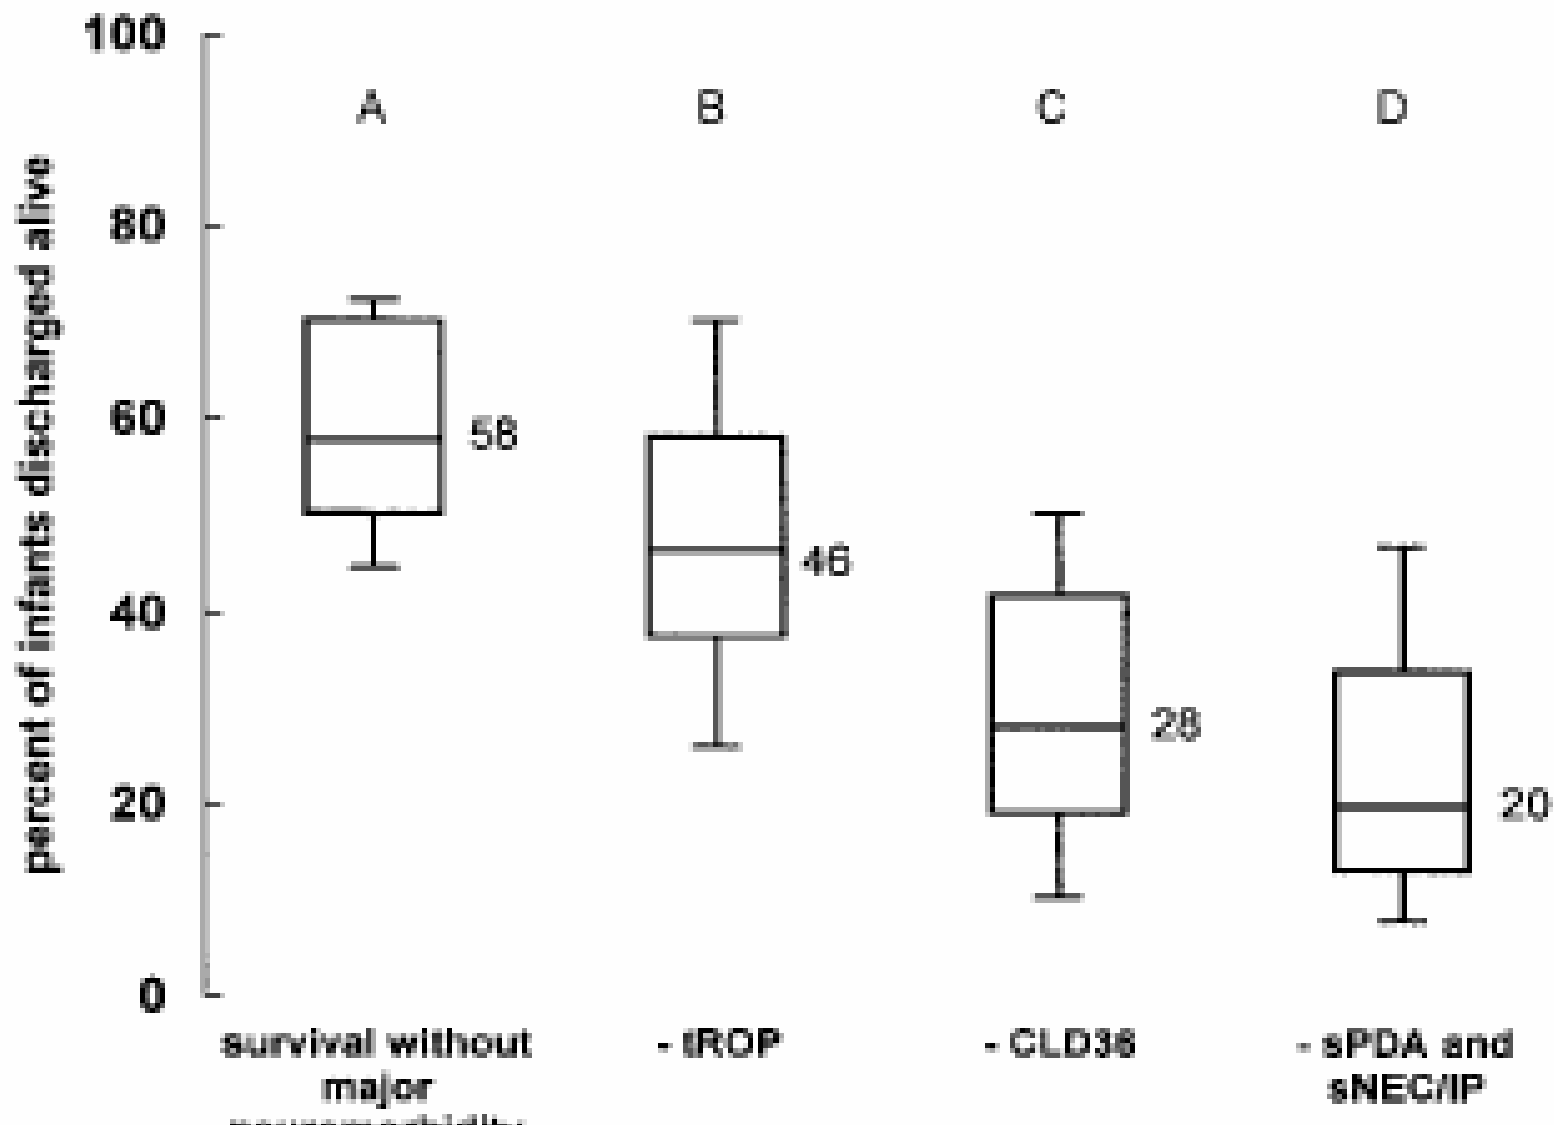 percent of infants discharged alive
100
80
60
40
20
0
A
B
C
D
58
46
28
20
survival without
major
neuromorbidity
- tROP
- CLD36
- sPDA and
sNEC/IP